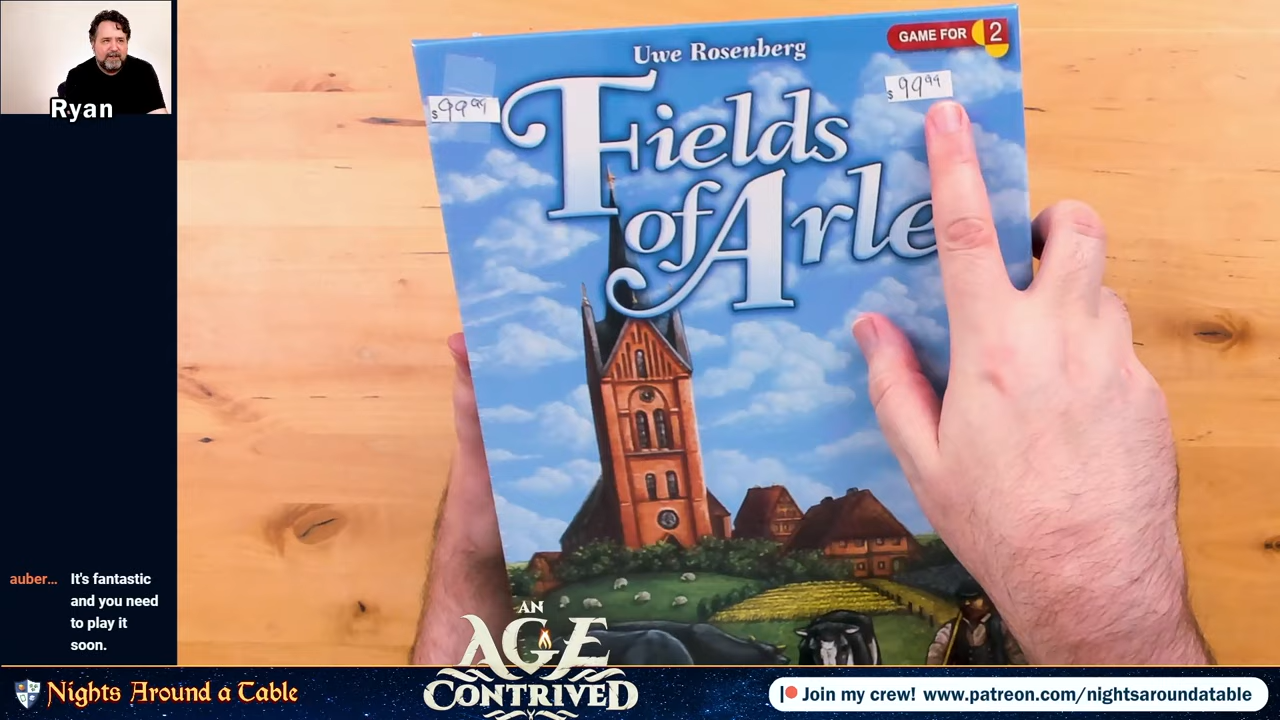 Ryan
Uwe Rosenberg
GAME FOR 2
$99.99
$99.99
Fields
of Arle
auber... It's fantastic
and you need
to play it
soon.
AN
AGE
CONTRIVED
Nights Around a Table
Join my crew! www.patreon.com/nightsaroundatable